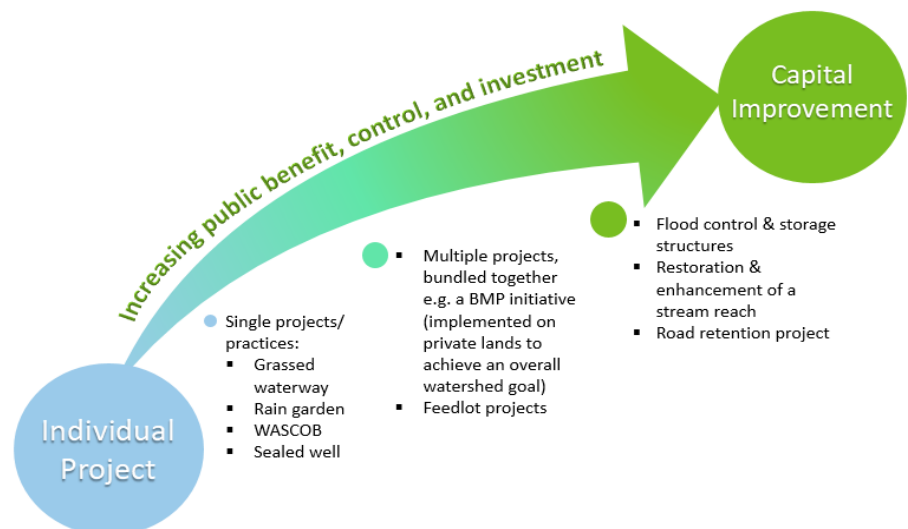 Increasing public benefit, control, and investment
Capital
Improvement
Individual
Project
Single projects/
practices:
▪ Grassed
waterway
▪ Rain garden
▪ WASCOB
▪ Sealed well
▪ Multiple projects,
bundled together
e.g. a BMP initiative
(implemented on
private lands to
achieve an overall
watershed goal)
▪ Feedlot projects
▪ Flood control & storage
structures
▪ Restoration &
enhancement of a
stream reach
▪ Road retention project